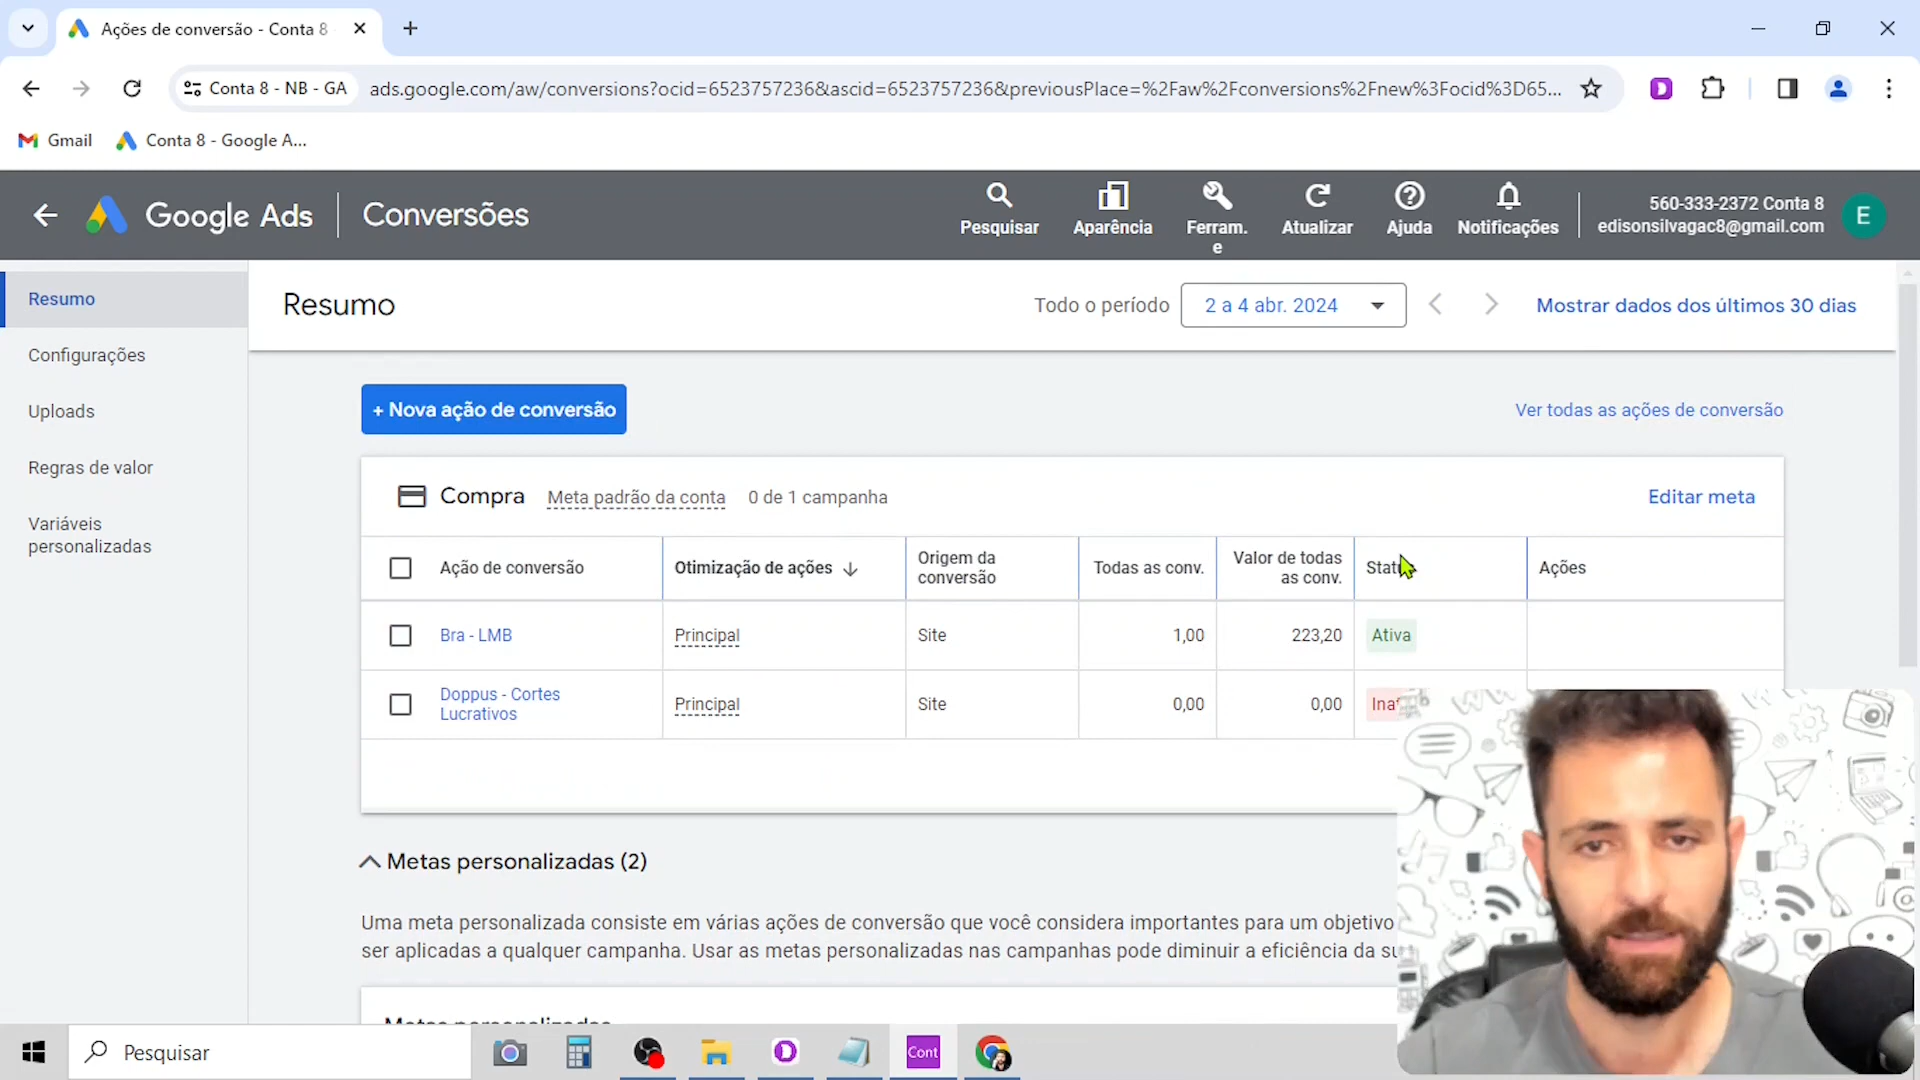 Ações de conversão - Conta 8
Conta 8 - NB - GA
ads.google.com/aw/conversions?ocid=6523757236&ascid=6523757236&previousPlace=%2Faw%2Fconversions%2Fnew%3Focid%3D65...
Gmail
Conta 8 - Google A...
Google Ads
Conversões
Pesquisar
Aparência
Ferram.
e
Atualizar
Ajuda
Notificações
560-333-2372 Conta 8
edisonsilvagac8@gmail.com
E
Resumo
Configurações
Uploads
Regras de valor
Variáveis
personalizadas
Resumo
Todo o período
2 a 4 abr. 2024
Mostrar dados dos últimos 30 dias
+ Nova ação de conversão
Ver todas as ações de conversão
Compra
Meta padrão da conta
0 de 1 campanha
Editar meta
Ação de conversão
Otimização de ações
Origem da
conversão
Todas as conv.
Valor de todas
as conv.
Ações
Bra - LMB
Principal
Site
1,00
223,20
Ativa
Doppus - Cortes
Lucrativos
Principal
Site
0,00
0,00
Metas personalizadas (2)
Uma meta personalizada consiste em várias ações de conversão que você considera importantes para um objetivo
ser aplicadas a qualquer campanha. Usar as metas personalizadas nas campanhas pode diminuir a eficiência da
Pesquisar
Cont